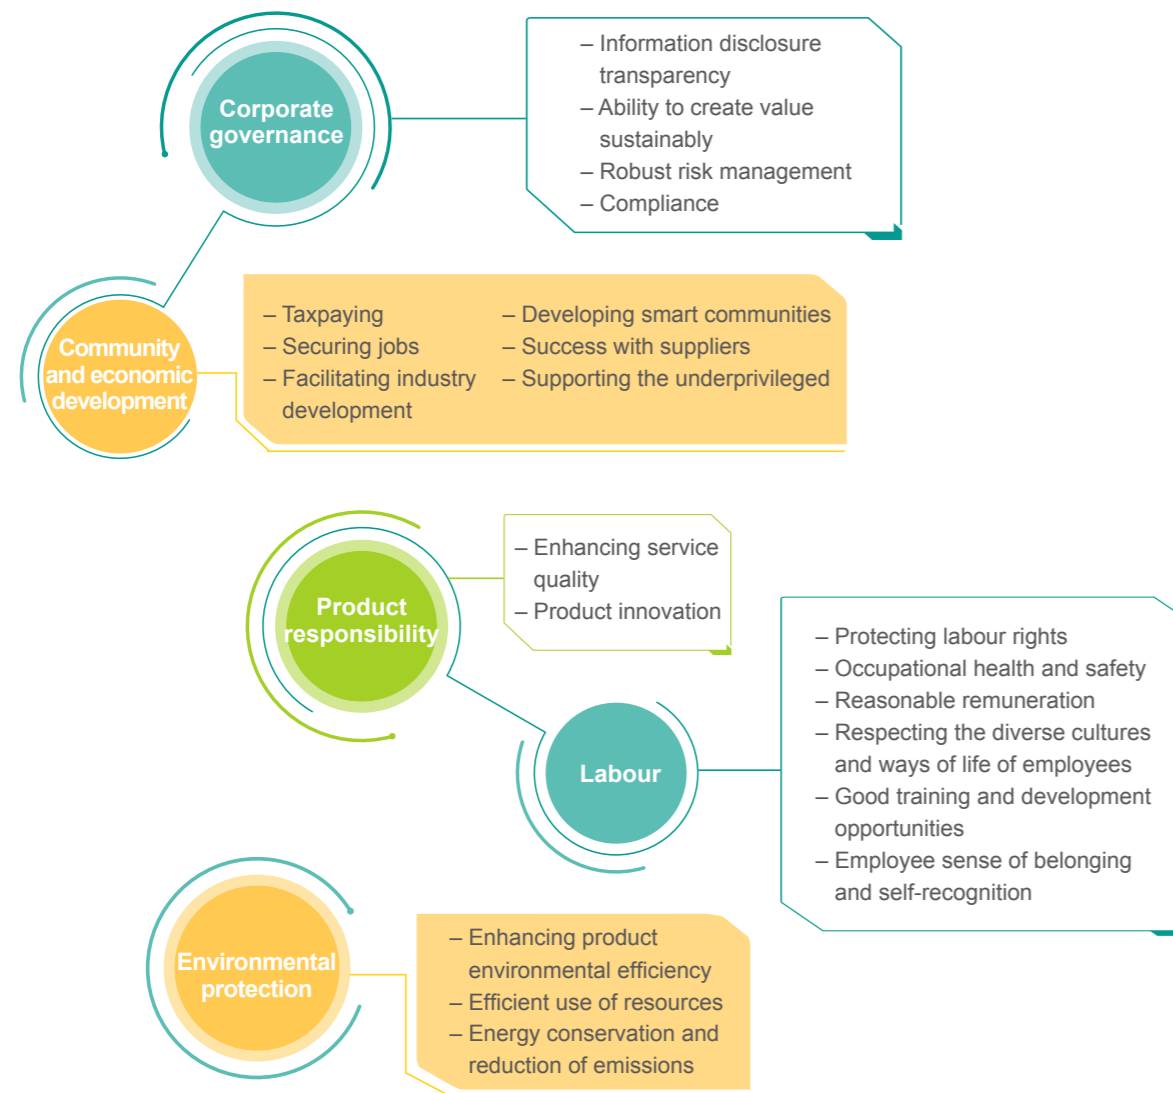 Corporate
governance
– Information disclosure
transparency
– Ability to create value
sustainably
– Robust risk management
– Compliance
Community
and economic
development
– Taxpaying
– Securing jobs
– Facilitating industry
development
– Developing smart communities
– Success with suppliers
– Supporting the underprivileged
Product
responsibility
– Enhancing service
quality
– Product innovation
Labour
– Protecting labour rights
– Occupational health and safety
– Reasonable remuneration
– Respecting the diverse cultures
and ways of life of employees
– Good training and development
opportunities
– Employee sense of belonging
and self-recognition
Environmental
protection
– Enhancing product
environmental efficiency
– Efficient use of resources
– Energy conservation and
reduction of emissions